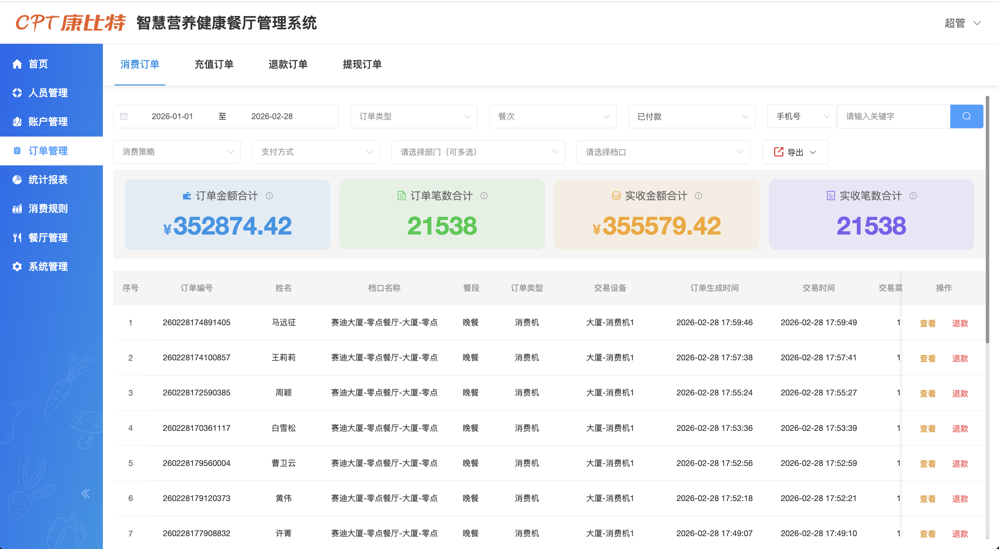 CPT康比特 智慧营养健康餐厅管理系统 超管
首页
人员管理
账户管理
订单管理
统计报表
消费规则
餐厅管理
系统管理
消费订单 充值订单 退款订单 提现订单
2026-01-01 至 2026-02-28 订单类型 餐次 已付款 手机号 请输入关键字
消费策略 支付方式 请选择部门（可多选） 请选择档口 导出
订单金额合计 订单笔数合计 实收金额合计 实收笔数合计
¥352874.42 21538 ¥355579.42 21538
序号 订单编号 姓名 档口名称 餐段 订单类型 交易设备 订单生成时间 交易时间 交易菜 操作
1 260228174891405 马远征 赛迪大厦-零点餐厅-大厦-零点 晚餐 消费机 大厦-消费机1 2026-02-28 17:59:46 2026-02-28 17:59:49 1 查看 退款
2 260228174100857 王莉莉 赛迪大厦-零点餐厅-大厦-零点 晚餐 消费机 大厦-消费机1 2026-02-28 17:57:38 2026-02-28 17:57:41 1 查看 退款
3 260228172590385 周颖 赛迪大厦-零点餐厅-大厦-零点 晚餐 消费机 大厦-消费机1 2026-02-28 17:55:24 2026-02-28 17:55:27 1 查看 退款
4 260228170361117 白雪松 赛迪大厦-零点餐厅-大厦-零点 晚餐 消费机 大厦-消费机1 2026-02-28 17:53:36 2026-02-28 17:53:39 1 查看 退款
5 260228179560004 曹卫云 赛迪大厦-零点餐厅-大厦-零点 晚餐 消费机 大厦-消费机1 2026-02-28 17:52:56 2026-02-28 17:52:59 1 查看 退款
6 260228179120373 黄伟 赛迪大厦-零点餐厅-大厦-零点 晚餐 消费机 大厦-消费机1 2026-02-28 17:52:18 2026-02-28 17:52:21 1 查看 退款
7 260228177908832 许菁 赛迪大厦-零点餐厅-大厦-零点 晚餐 消费机 大厦-消费机1 2026-02-28 17:49:07 2026-02-28 17:49:10 1 查看 退款